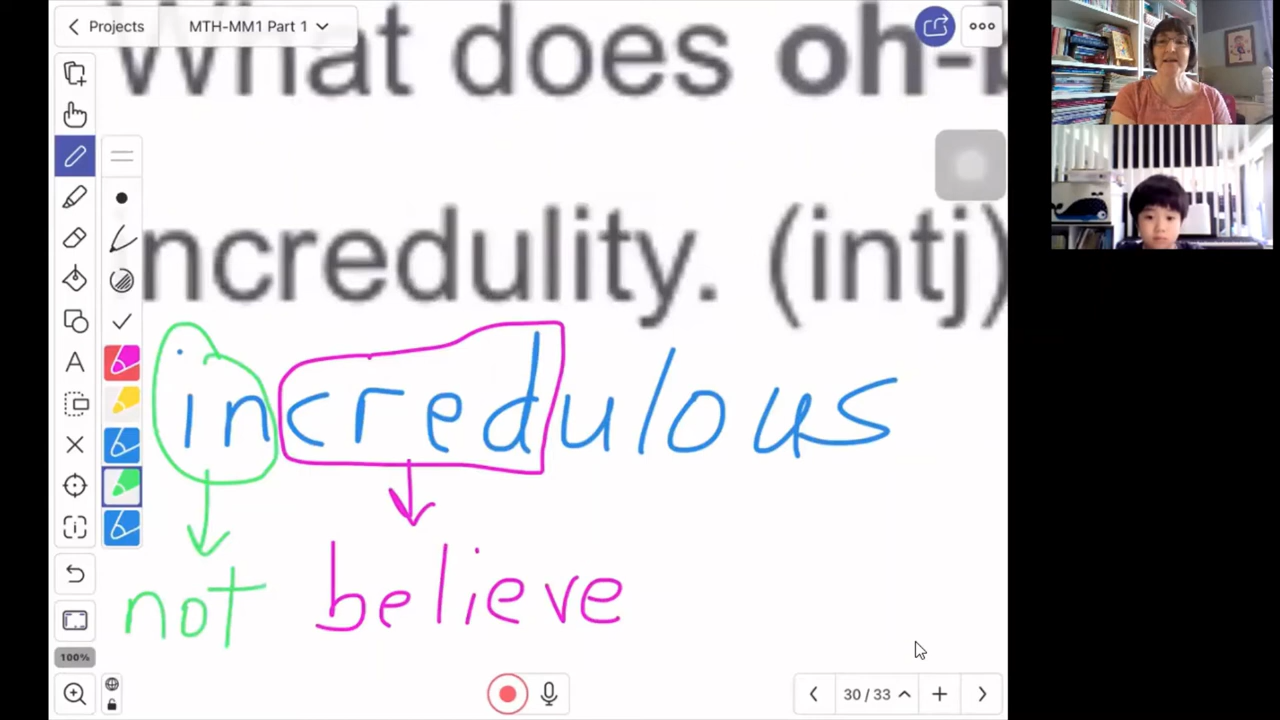 Projects
MTH-MM1 Part 1
What does oh-
ncredulity. (intj)
incredulous
not believe
100%
30 / 33